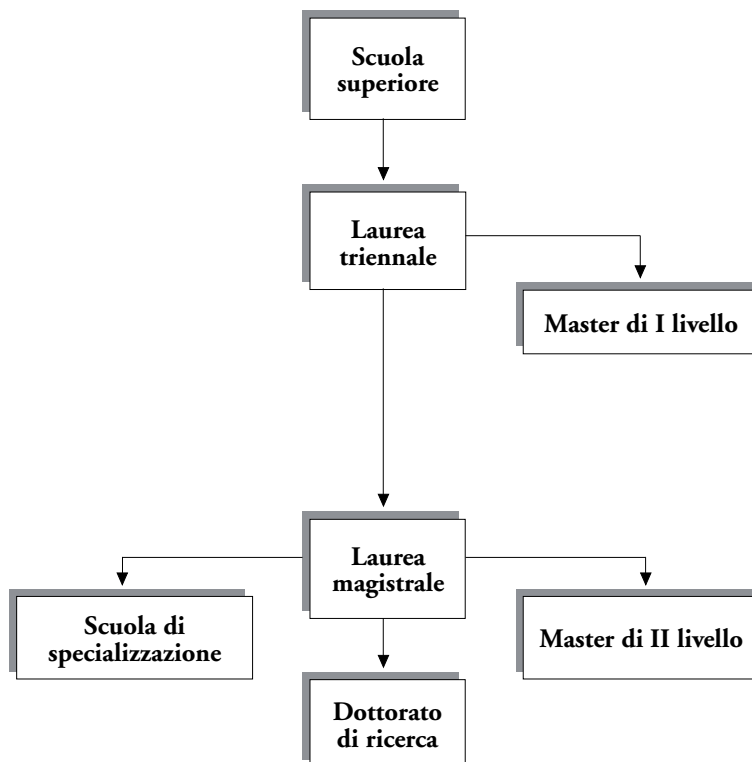 Scuola
superiore
Laurea
triennale
Master di I livello
Laurea
magistrale
Scuola di
specializzazione
Master di II livello
Dottorato
di ricerca